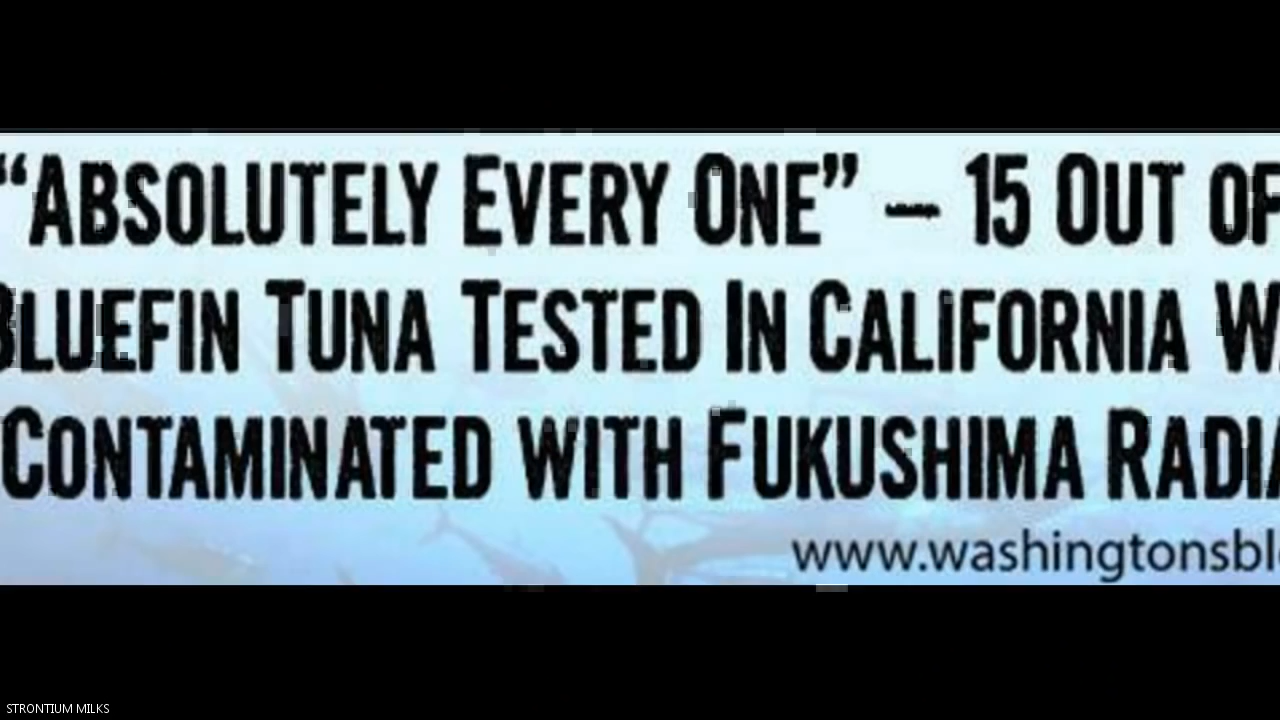 “ABSOLUTELY EVERY ONE” – 15 OUT OF
BLUEFIN TUNA TESTED IN CALIFORNIA
CONTAMINATED WITH FUKUSHIMA
www.washingtonsbl
STRONTIUM MILKS